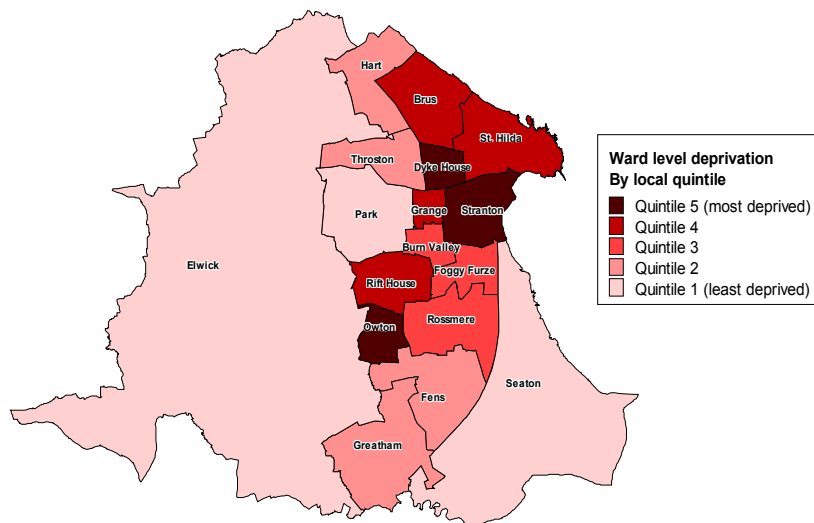 Hart
Brus
St. Hilda
Throston
Dyke House
Park
Grange
Stranton
Burn Valley
Elwick
Foggy Furze
Rift House
Owton
Rossmere
Seaton
Fens
Greatham
Ward level deprivation
By local quintile
Quintile 5 (most deprived)
Quintile 4
Quintile 3
Quintile 2
Quintile 1 (least deprived)